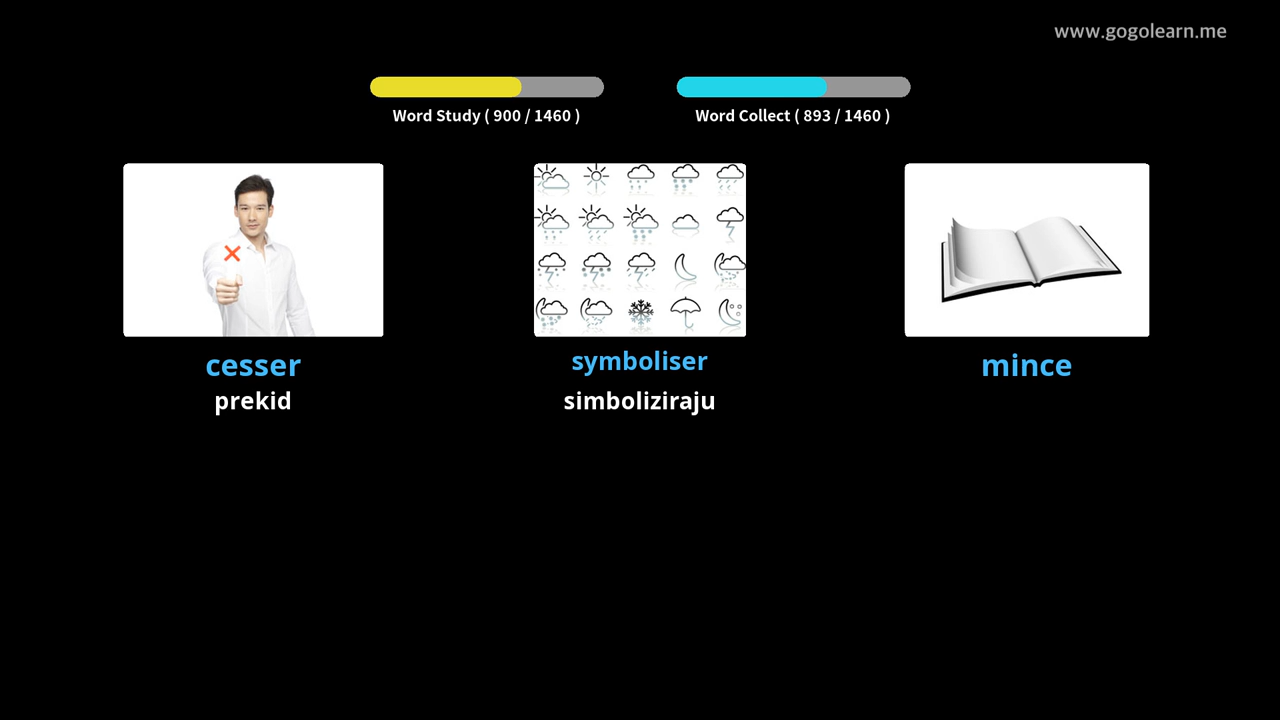 www.gogolearn.me
Word Study ( 900 / 1460 )
Word Collect ( 893 / 1460 )
cesser
prekid
symboliser
simboliziraju
mince